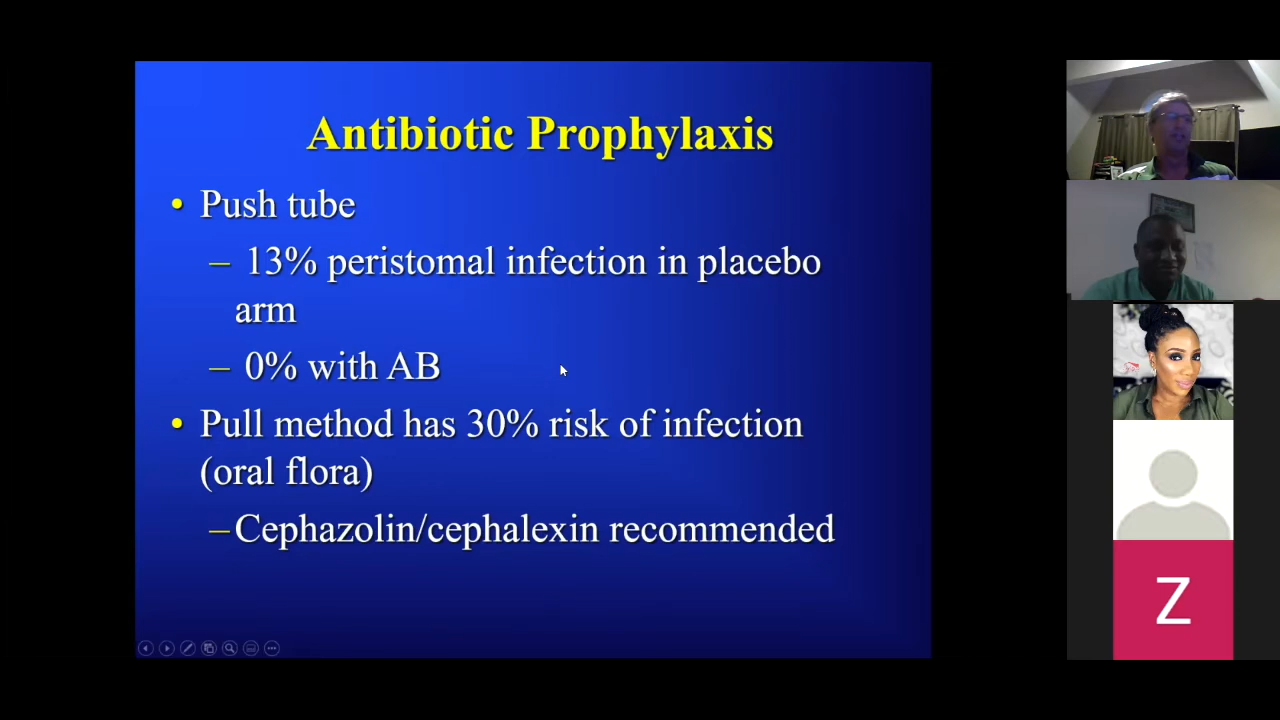 Antibiotic Prophylaxis
• Push tube
– 13% peristomal infection in placebo
arm
– 0% with AB
• Pull method has 30% risk of infection
(oral flora)
–Cephazolin/cephalexin recommended
Z